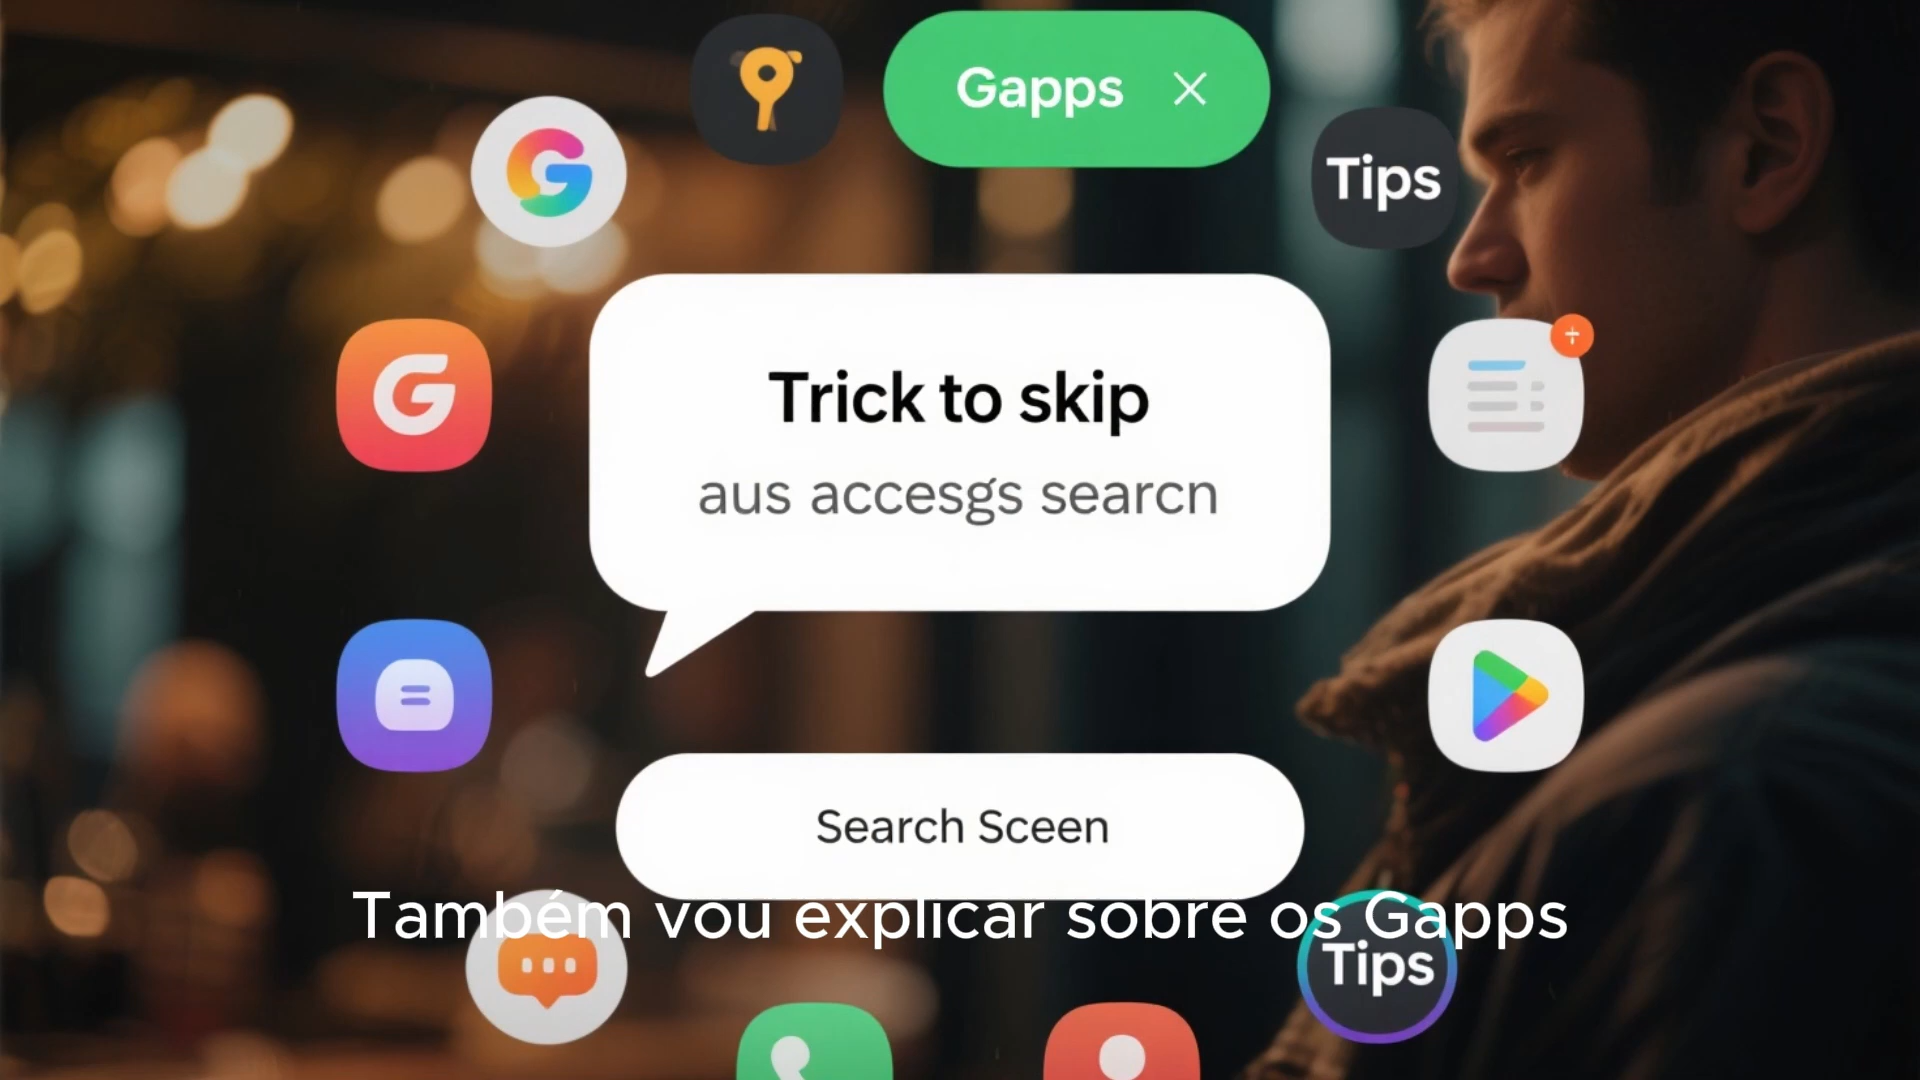 Gapps
Tips
Trick to skip
aus accesgs searcn
Search Sceen
Também vou explicar sobre os Gapps
Tips